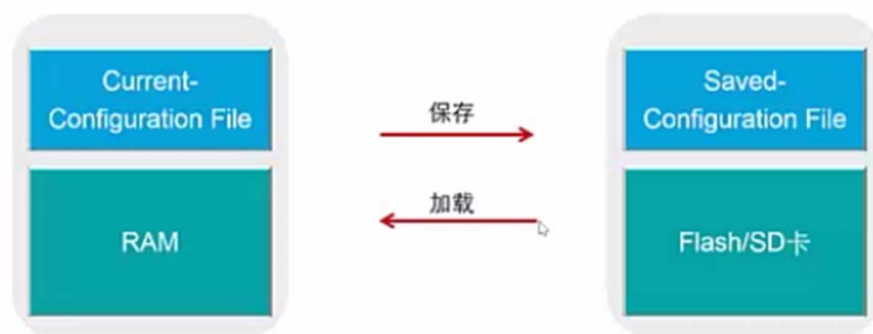 Current-
Configuration File
RAM
保存
加载
Saved-
Configuration File
Flash/SD卡